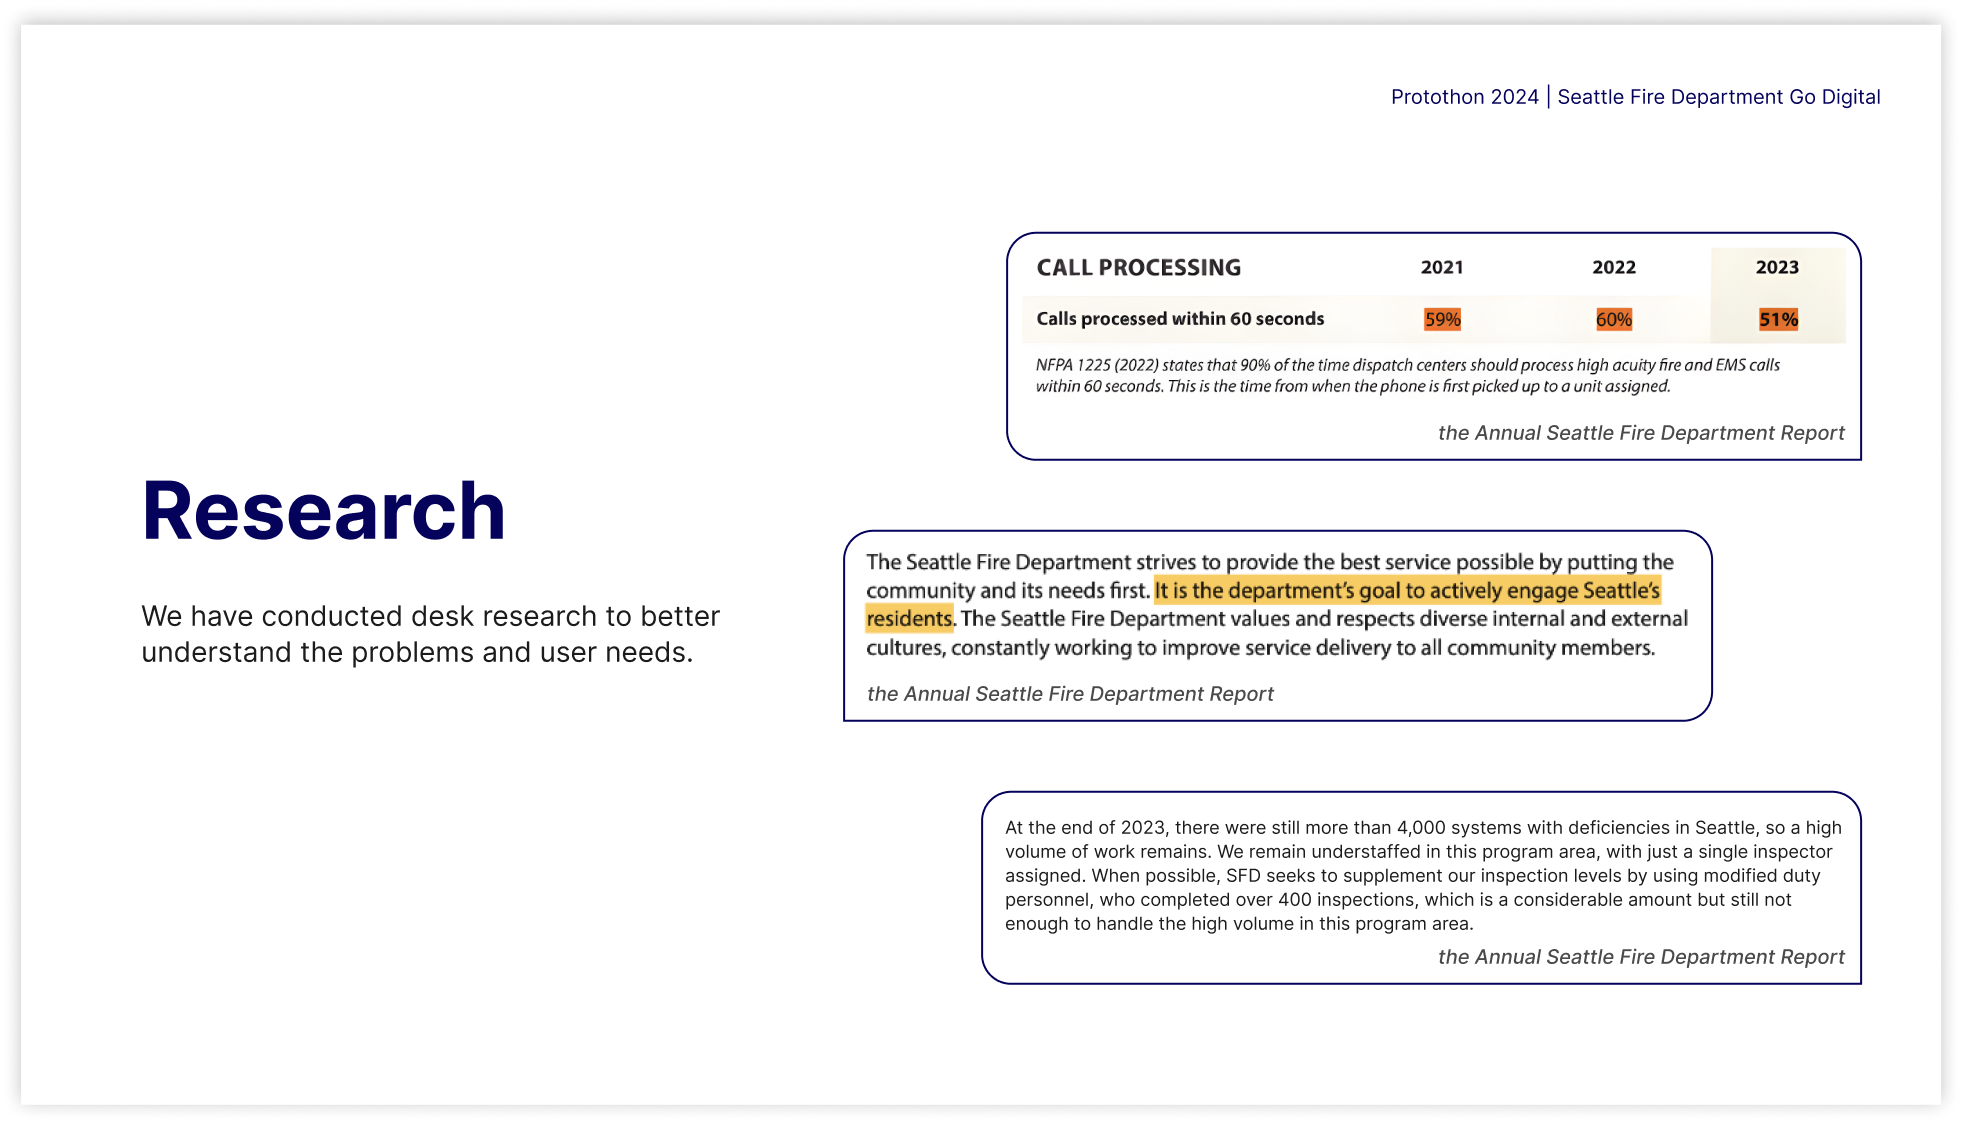 Protothon 2024 | Seattle Fire Department Go Digital
Research
We have conducted desk research to better
understand the problems and user needs.
CALL PROCESSING 2021 2022 2023
Calls processed within 60 seconds 59% 60% 51%
NFPA 1225 (2022) states that 90% of the time dispatch centers should process high acuity fire and EMS calls
within 60 seconds. This is the time from when the phone is first picked up to a unit assigned.
the Annual Seattle Fire Department Report
The Seattle Fire Department strives to provide the best service possible by putting the
community and its needs first. It is the department’s goal to actively engage Seattle’s
residents. The Seattle Fire Department values and respects diverse internal and external
cultures, constantly working to improve service delivery to all community members.
the Annual Seattle Fire Department Report
At the end of 2023, there were still more than 4,000 systems with deficiencies in Seattle, so a high
volume of work remains. We remain understaffed in this program area, with just a single inspector
assigned. When possible, SFD seeks to supplement our inspection levels by using modified duty
personnel, who completed over 400 inspections, which is a considerable amount but still not
enough to handle the high volume in this program area.
the Annual Seattle Fire Department Report